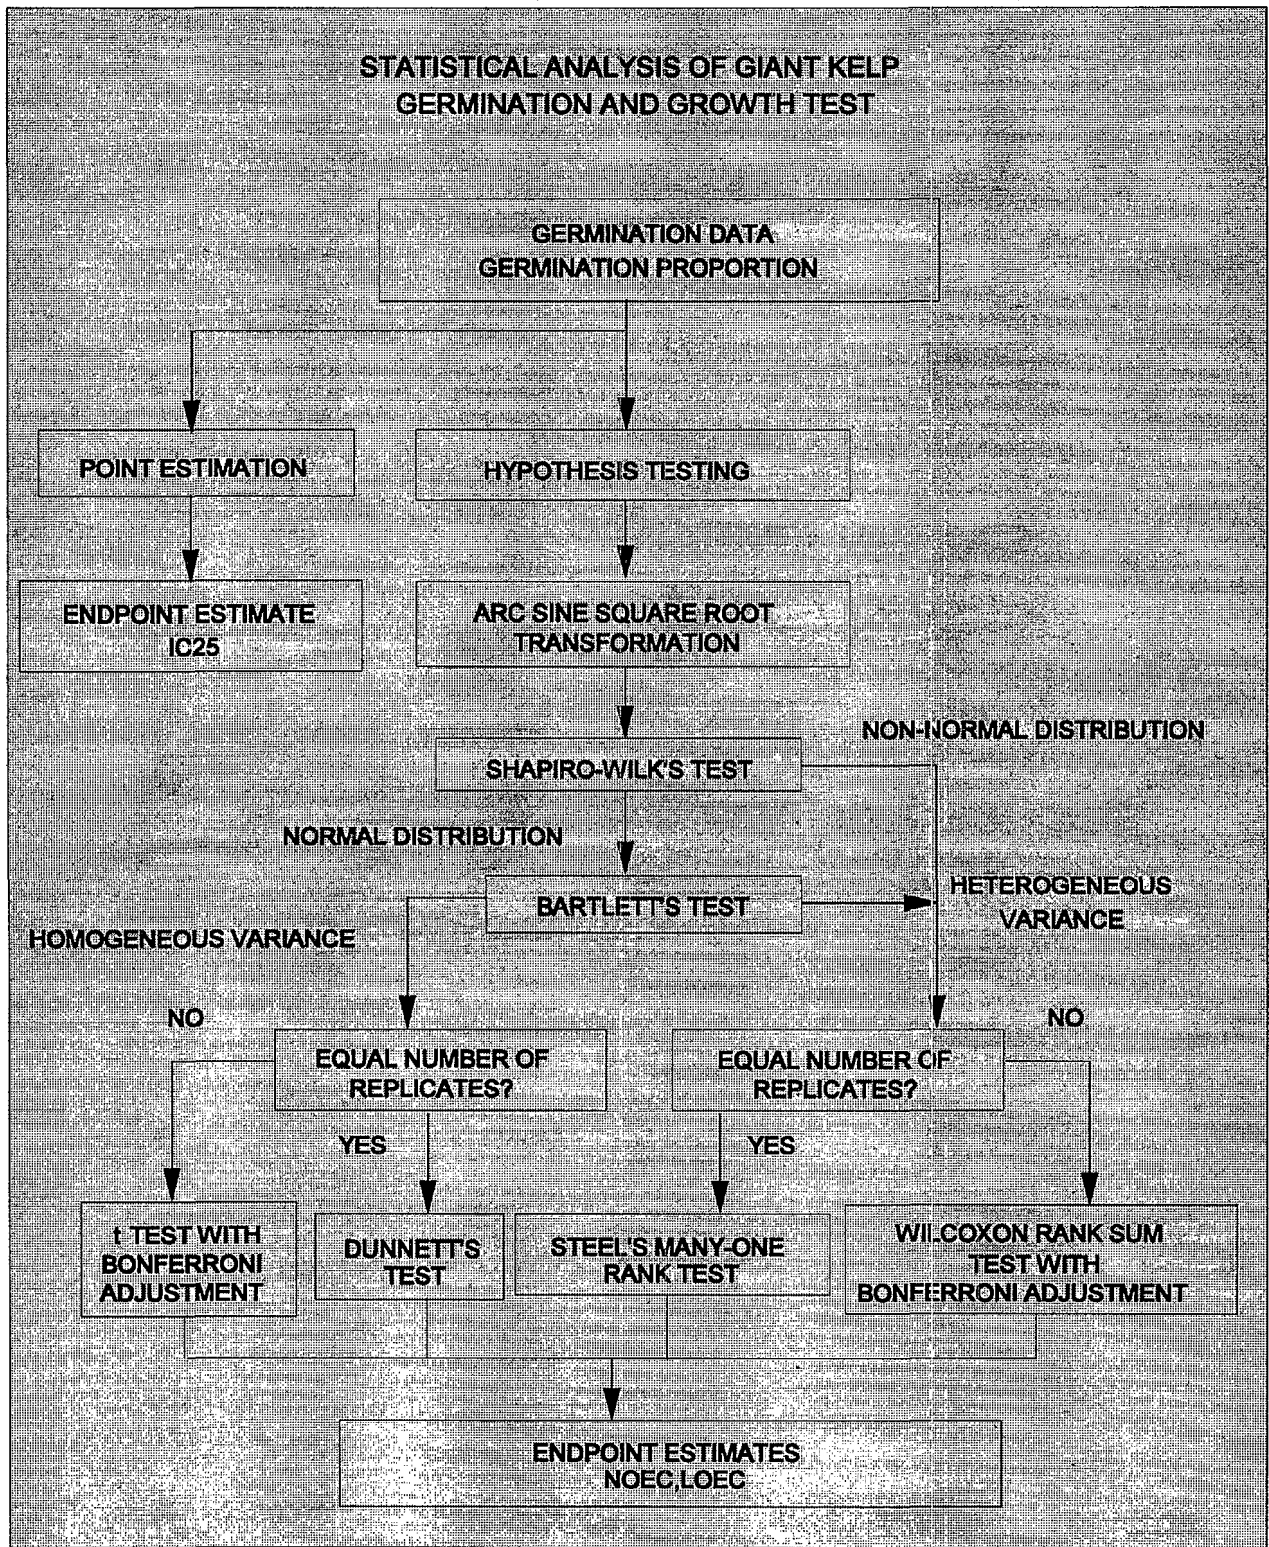 STATISTICAL ANALYSIS OF GIANT KELP
GERMINATION AND GROWTH TEST
GERMINATION DATA
GERMINATION PROPORTION
POINT ESTIMATION
HYPOTHESIS TESTING
ENDPOINT ESTIMATE
IC25
ARC SINE SQUARE ROOT
TRANSFORMATION
NON-NORMAL DISTRIBUTION
SHAPIRO-WILK'S TEST
NORMAL DISTRIBUTION
BARTLETT'S TEST
HETEROGENEOUS
VARIANCE
HOMOGENEOUS VARIANCE
NO
NO
EQUAL NUMBER OF
REPLICATES?
EQUAL NUMBER OF
REPLICATES?
YES
YES
t TEST WITH
BONFERRONI
ADJUSTMENT
DUNNETT'S
TEST
STEEL'S MANY-ONE
RANK TEST
WILCOXON RANK SUM
TEST WITH
BONFERRONI ADJUSTMENT
ENDPOINT ESTIMATES
NOEC,LOEC